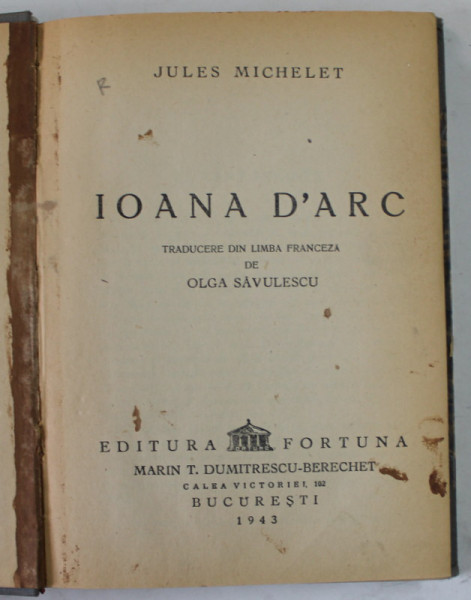 R
JULES MICHELET
IOANA D'ARC
TRADUCERE DIN LIMBA FRANCEZA
DE
OLGA SĂVULESCU
EDITURA FORTUNA
MARIN T. DUMITRESCU-BERECHET
CALEA VICTORIEI, 102
BUCUREȘTI
1943